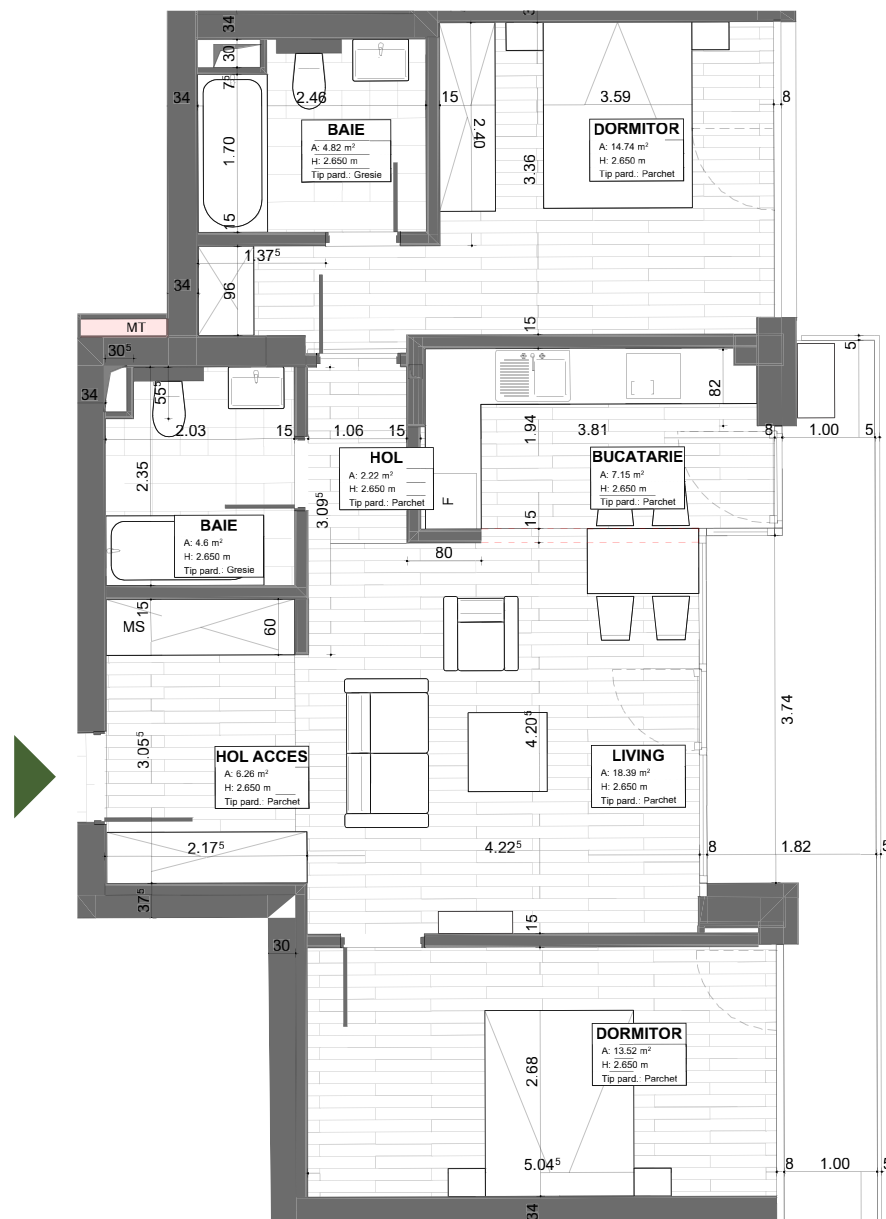 34
30
7⁵
34
2.46
15
3.59
8
BAIE
A: 4.82 m²
H: 2.650 m
Tip pard.: Gresie
DORMITOR
A: 14.74 m²
H: 2.650 m
Tip pard.: Parchet
1.70
2.40
3.36
15
1.37⁵
34
96
15
MT
30⁵
5
34
55⁵
82
2.03
15
1.06
15
1.94
3.81
8
1.00
5
HOL
A: 2.22 m²
H: 2.650 m
Tip pard.: Parchet
BUCATARIE
A: 7.15 m²
H: 2.650 m
Tip pard.: Parchet
2.35
F
3.09⁵
15
BAIE
A: 4.6 m²
H: 2.650 m
Tip pard.: Gresie
80
15
MS
60
3.74
4.20⁵
3.05⁵
HOL ACCES
A: 6.26 m²
H: 2.650 m
Tip pard.: Parchet
LIVING
A: 18.39 m²
H: 2.650 m
Tip pard.: Parchet
2.17⁵
4.22⁵
8
1.82
5
37⁵
15
30
DORMITOR
A: 13.52 m²
H: 2.650 m
Tip pard.: Parchet
2.68
5.04⁵
8
1.00
5
34